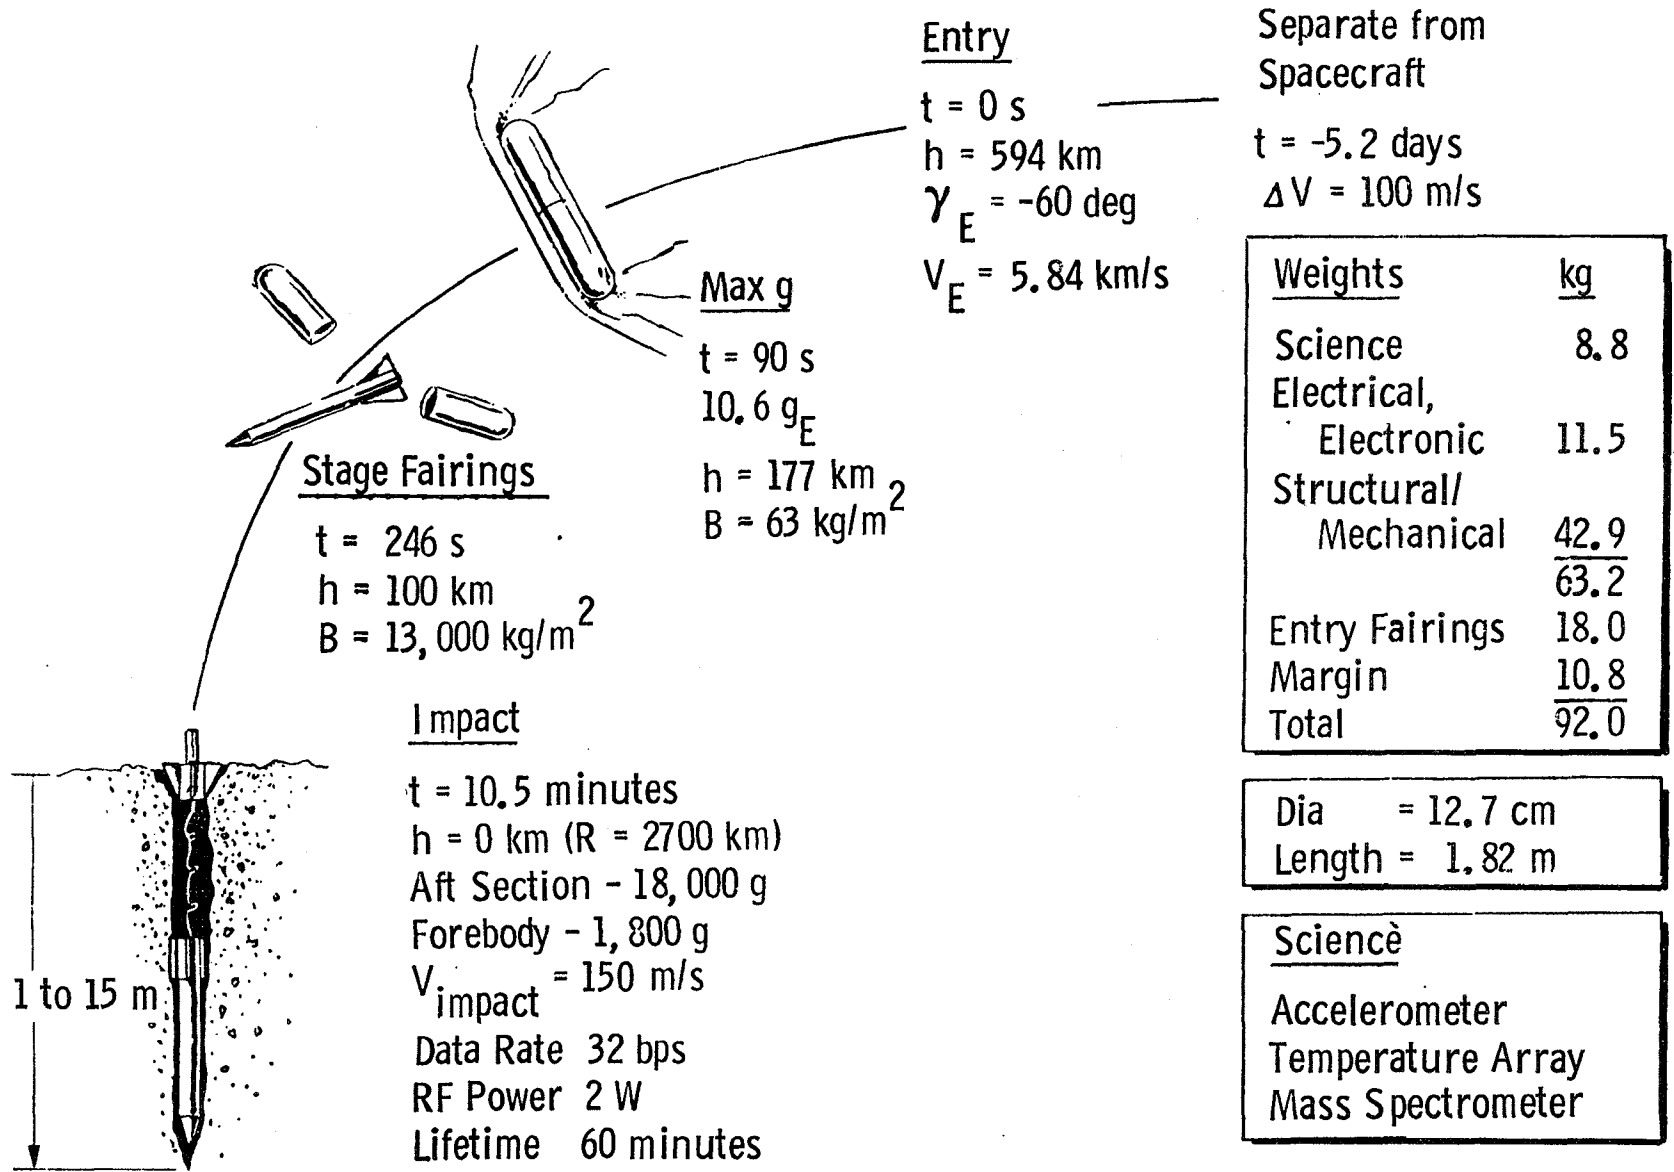 Separate from
Spacecraft
t = -5.2 days
Δ V = 100 m/s
Entry
t = 0 s
h = 594 km
γE = -60 deg
VE = 5.84 km/s
Max g
t = 90 s
10.6 gE
h = 177 km
B = 63 kg/m²
Stage Fairings
t = 246 s
h = 100 km
B = 13,000 kg/m²
Impact
t = 10.5 minutes
h = 0 km (R = 2700 km)
Aft Section - 18,000 g
Forebody - 1,800 g
Vimpact = 150 m/s
Data Rate 32 bps
RF Power 2 W
Lifetime 60 minutes
1 to 15 m
Weights kg
Science 8.8
Electrical,
Electronic 11.5
Structural/
Mechanical 42.9
63.2
Entry Fairings 18.0
Margin 10.8
Total 92.0
Dia = 12.7 cm
Length = 1.82 m
Science
Accelerometer
Temperature Array
Mass Spectrometer